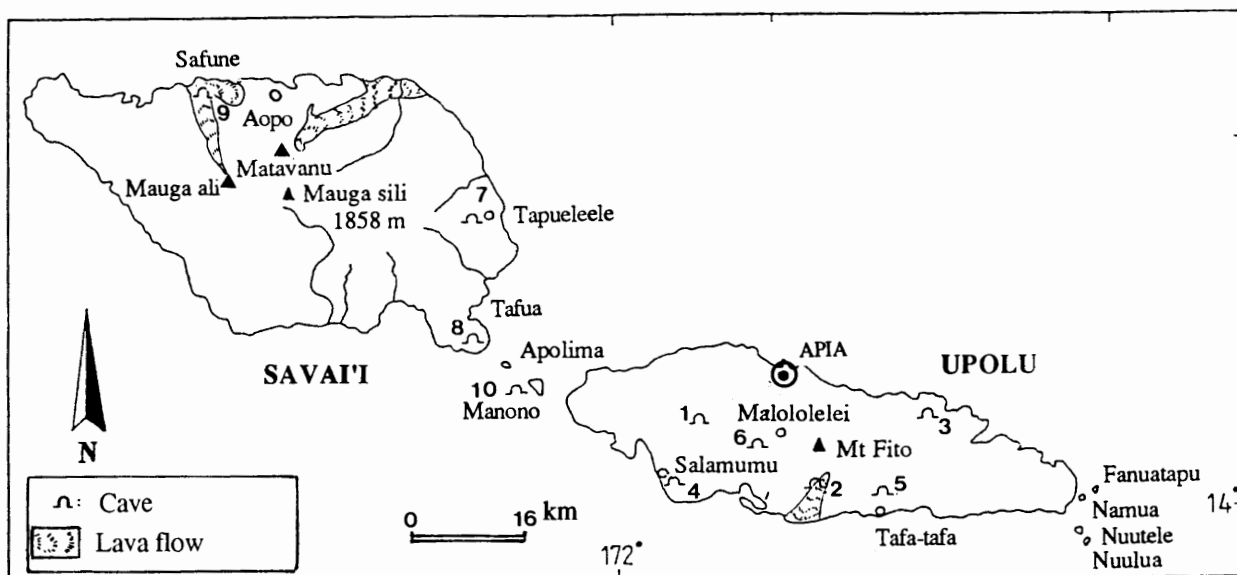 Safune
9
Aopo
Matavanu
Mauga ali
Mauga sili
1858 m
7
Tapueleele
Tafua
8
SAVAI'I
Apolima
10
Manono
APIA
UPOLU
1
Malololelei
3
6
Mt Fito
Salamumu
4
2
5
Tafa-tafa
Fanuatapu
Namua
Nuutele
Nuulua
14°
172°
N
Cave
Lava flow
0 16 km